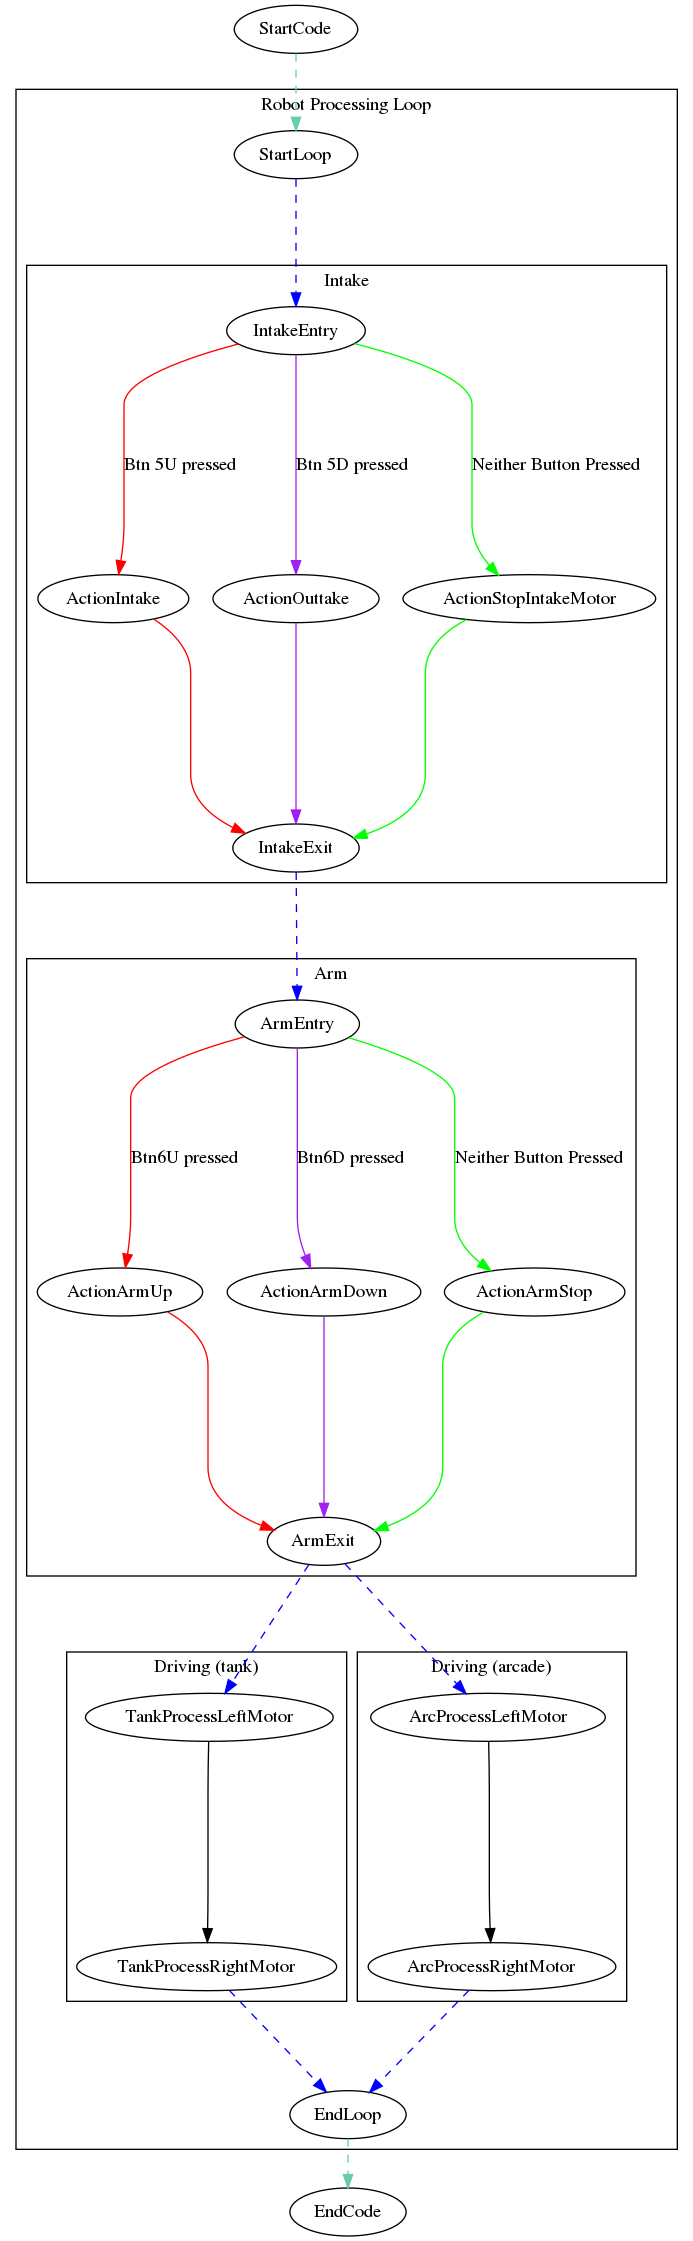 StartCode
Robot Processing Loop
StartLoop
Intake
IntakeEntry
Btn 5U pressed
Btn 5D pressed
Neither Button Pressed
ActionIntake
ActionOuttake
ActionStopIntakeMotor
IntakeExit
Arm
ArmEntry
Btn6U pressed
Btn6D pressed
Neither Button Pressed
ActionArmUp
ActionArmDown
ActionArmStop
ArmExit
Driving (tank)
Driving (arcade)
TankProcessLeftMotor
ArcProcessLeftMotor
TankProcessRightMotor
ArcProcessRightMotor
EndLoop
EndCode